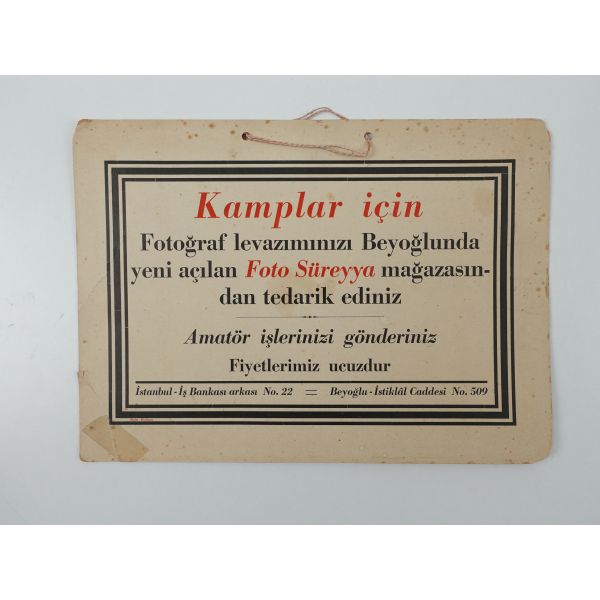 Kamplar için
Fotoğraf levazımınızı Beyoğlunda
yeni açılan Foto Süreyya mağazasın-
dan tedarik ediniz
Amatör işlerinizi gönderiniz
Fiyetlerimiz ucuzdur
İstanbul - İş Bankası arkası No. 22 = Beyoğlu - İstiklâl Caddesi No. 509